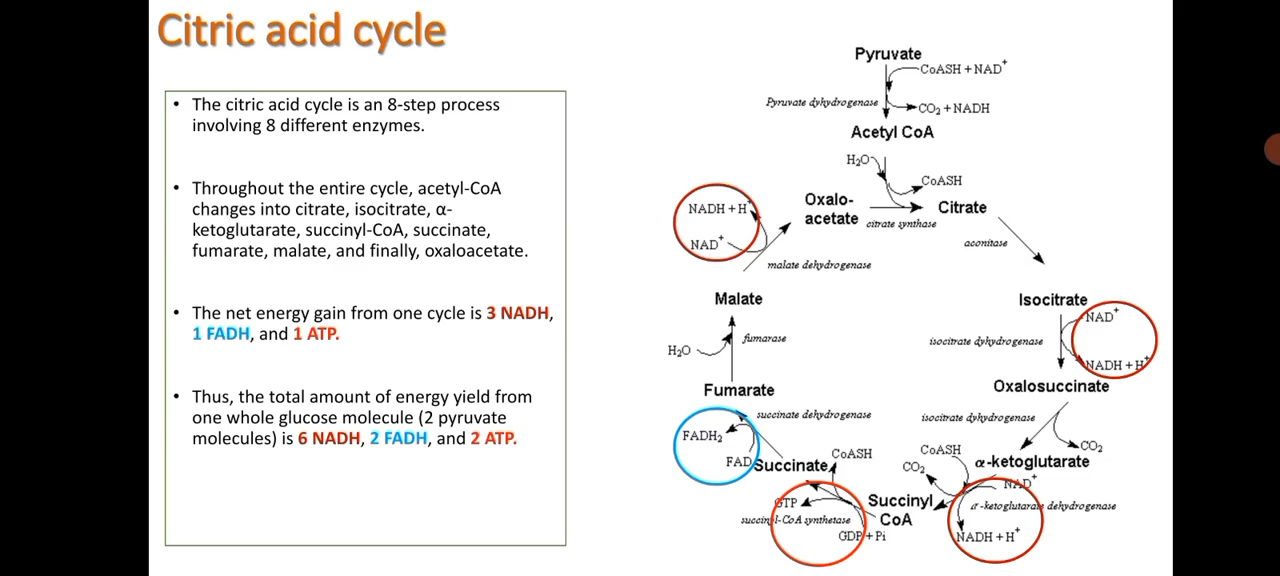 Citric acid cycle
• The citric acid cycle is an 8-step process
involving 8 different enzymes.
• Throughout the entire cycle, acetyl-CoA
changes into citrate, isocitrate, α-
ketoglutarate, succinyl-CoA, succinate,
fumarate, malate, and finally, oxaloacetate.
• The net energy gain from one cycle is 3 NADH,
1 FADH, and 1 ATP.
• Thus, the total amount of energy yield from
one whole glucose molecule (2 pyruvate
molecules) is 6 NADH, 2 FADH, and 2 ATP.
Pyruvate
CoASH + NAD+
Pyruvate dyhydrogenase
CO2 + NADH
Acetyl CoA
H2O
CoASH
Oxalo-
acetate
citrate synthase
Citrate
aconitase
NADH + H+
NAD+
malate dehydrogenase
Malate
Isocitrate
NAD+
isocitrate dyhydrogenase
NADH + H+
fumarase
H2O
Oxalosuccinate
Fumarate
succinate dehydrogenase
isocitrate dyhydrogenase
CO2
FADH2
FAD
Succinate
CoASH
CoASH
CO2
α-ketoglutarate
NAD+
GTP
Succinyl
CoA
α-ketoglutarate dehydrogenase
succinyl-CoA synthetase
GDP + Pi
NADH + H+